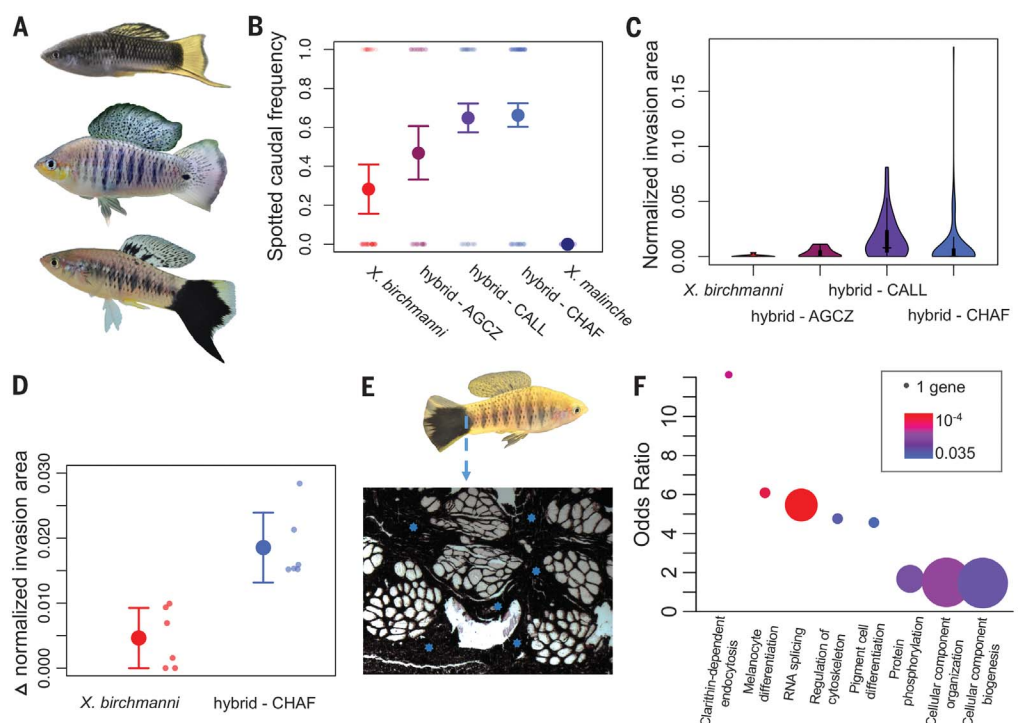 A
B
Spotted caudal frequency
1.0
0.8
0.6
0.4
0.2
0.0
X. birchmanni
hybrid - AGCZ
hybrid - CALL
hybrid - CHAF
X. malinche
C
Normalized invasion area
0.15
0.10
0.05
0.00
X. birchmanni
hybrid - CALL
hybrid - AGCZ
hybrid - CHAF
D
Δ normalized invasion area
0.030
0.020
0.010
0.000
X. birchmanni
hybrid - CHAF
E
F
Odds Ratio
10
8
6
4
2
0
1 gene
10-4
0.035
Clarithin-dependent
endocytosis
Melanocyte
differentiation
RNA splicing
Regulation of
cytoskeleton
Pigment cell
differentiation
Protein
phosphorylation
Cellular component
organization
Cellular component
biogenesis